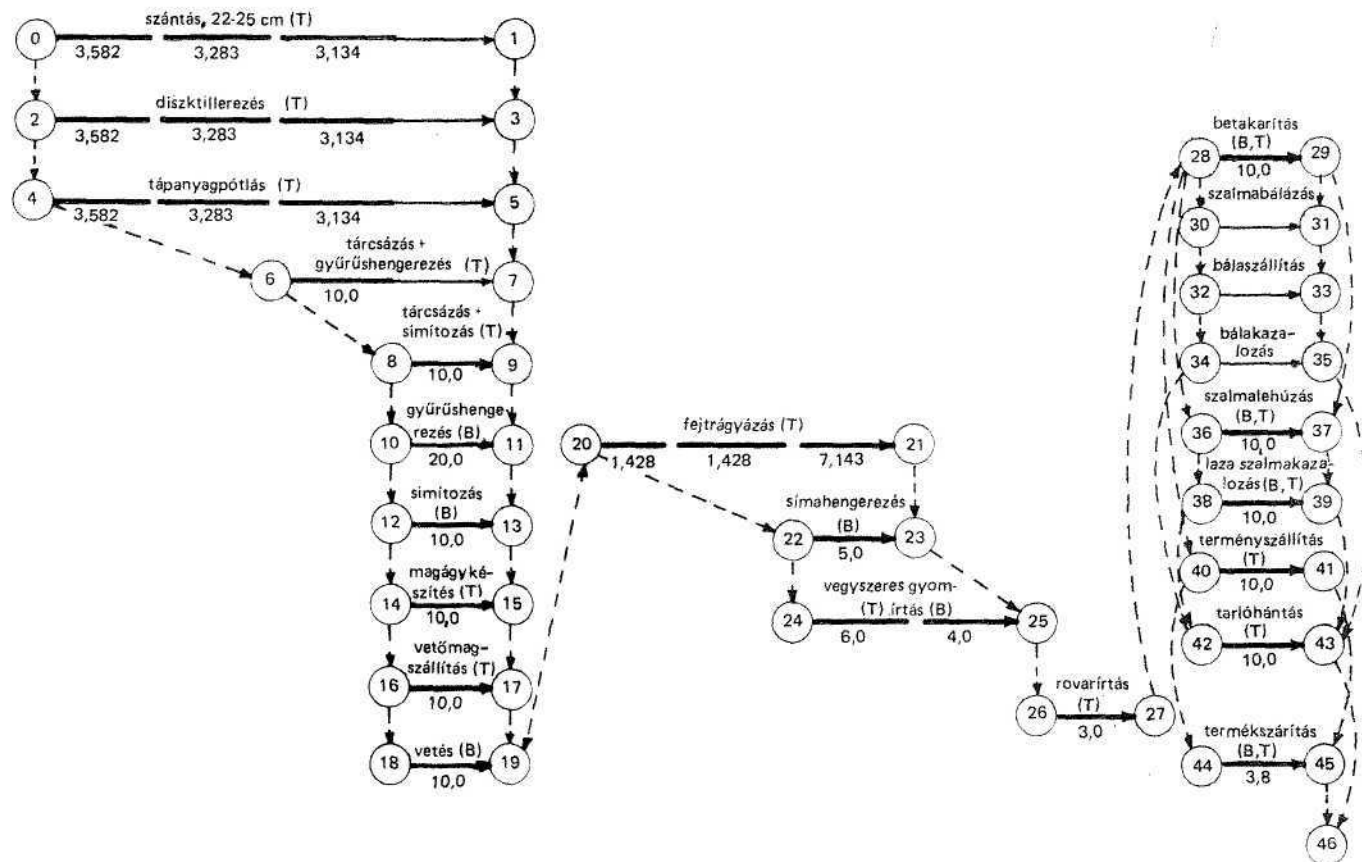 szántás, 22-25 cm (T)
0 3,582 3,283 3,134 1
diszktillerezés (T)
2 3,582 3,283 3,134 3
tápanyagpótlás (T)
4 3,582 3,283 3,134 5
tárcsázás +
gyűrűshengerezés (T)
6 10,0 7
tárcsázás +
simítozás (T)
8 10,0 9
gyűrűshenge
rezés (B)
10 20,0 11
simítozás
(B)
12 10,0 13
magágyké-
szítés (T)
14 10,0 15
vetőmag-
szállítás (T)
16 10,0 17
vetés (B)
18 10,0 19
fejtrágyázás (T)
20 1,428 1,428 7,143 21
símahengerezés
(B)
22 5,0 23
vegyszeres gyom-
(T) írtás (B)
24 6,0 4,0 25
rovarírtás
(T)
26 3,0 27
betakarítás
(B,T)
28 10,0 29
szalmabálázás
30 31
bálaszállítás
32 33
bálakaza-
lozás
34 35
szalmalehúzás
(B,T)
36 10,0 37
laza szalmakaza-
lozás (B,T)
38 10,0 39
terményszállítás
(T)
40 10,0 41
tarlóhántás
(T)
42 10,0 43
termékszárítás
(B,T)
44 3,8 45
46